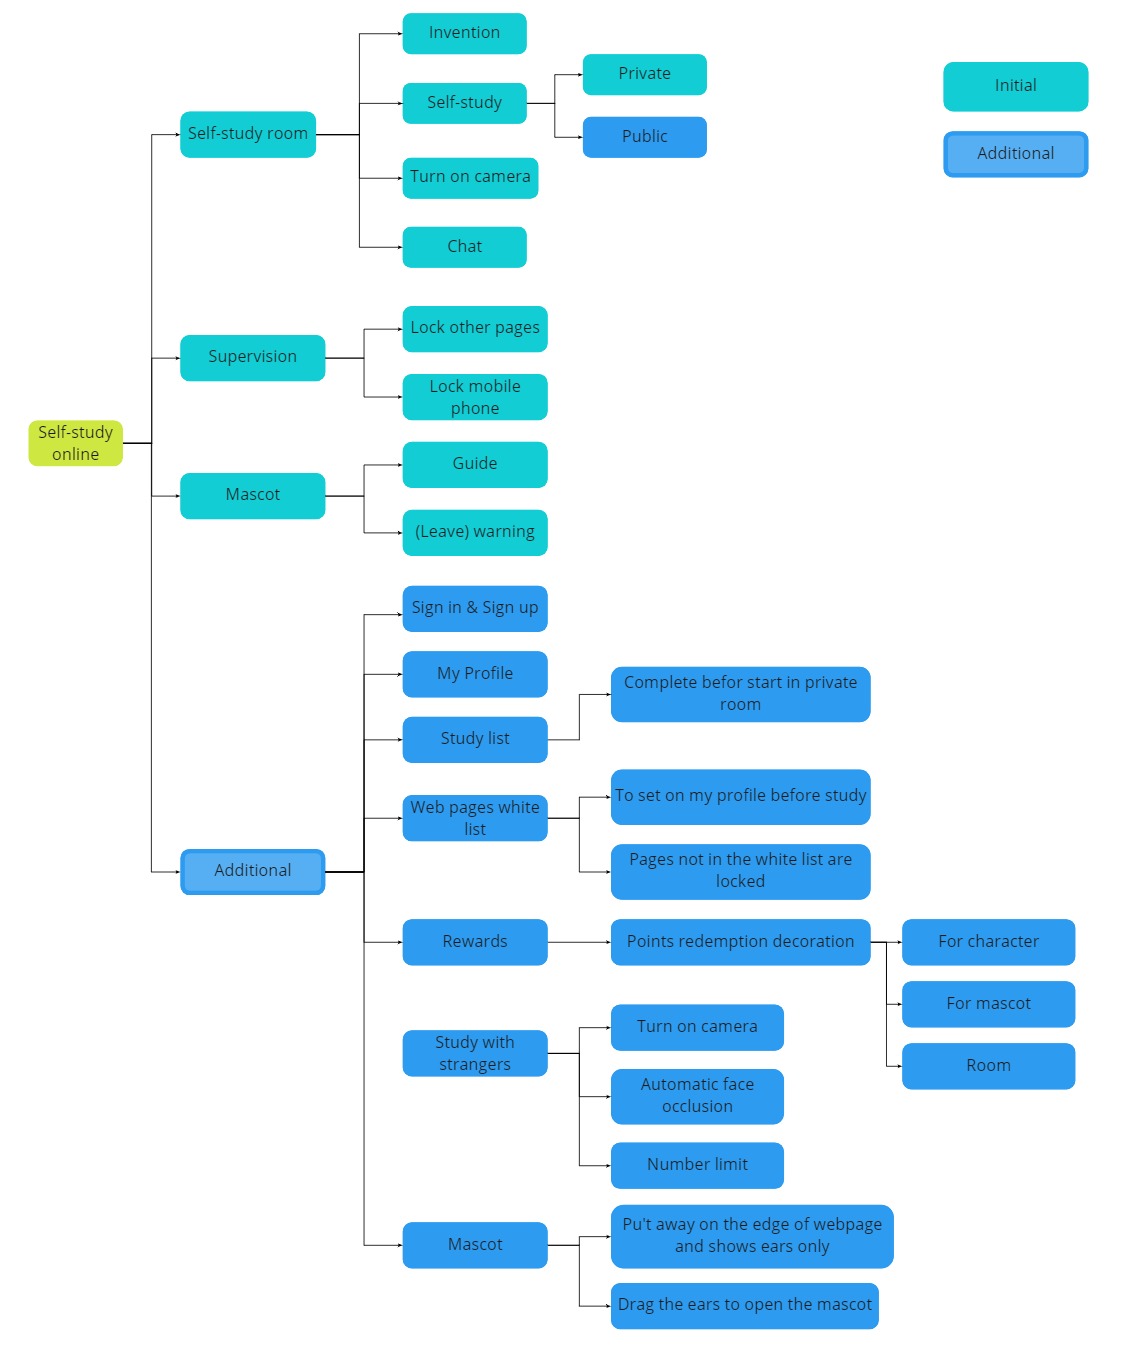 Invention
Private
Initial
Self-study
Public
Additional
Self-study room
Turn on camera
Chat
Lock other pages
Supervision
Lock mobile
phone
Self-study
online
Guide
Mascot
(Leave) warning
Sign in & Sign up
My Profile
Complete befor start in private
room
Study list
To set on my profile before study
Web pages white
list
Pages not in the white list are
locked
Additional
Rewards
Points redemption decoration
For character
For mascot
Room
Study with
strangers
Turn on camera
Automatic face
occlusion
Number limit
Mascot
Pu't away on the edge of webpage
and shows ears only
Drag the ears to open the mascot